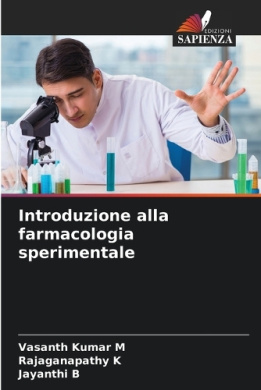 EDIZIONI
SAPIENZA
Introduzione alla
farmacologia
sperimentale
Vasanth Kumar M
Rajaganapathy K
Jayanthi B